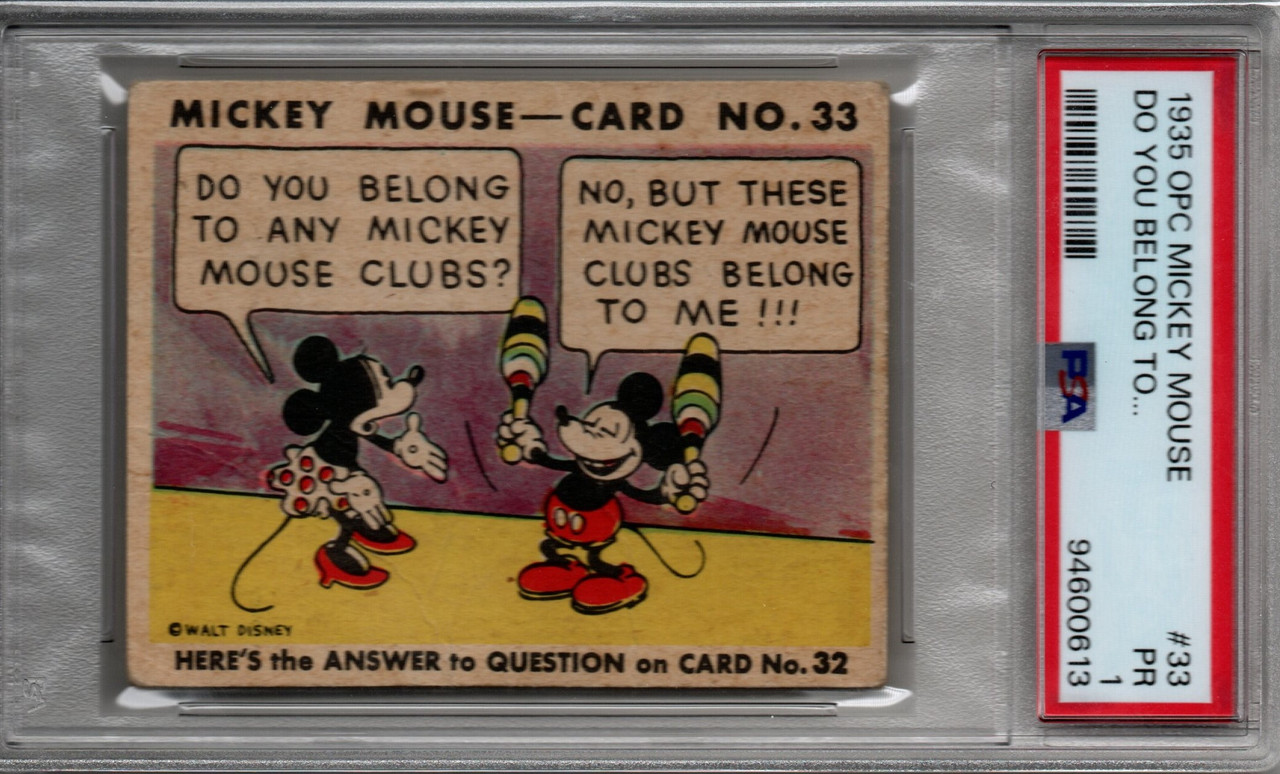 MICKEY MOUSE—CARD NO. 33
DO YOU BELONG
TO ANY MICKEY
MOUSE CLUBS?
NO, BUT THESE
MICKEY MOUSE
CLUBS BELONG
TO ME !!!
©WALT DISNEY
HERE'S the ANSWER to QUESTION on CARD No. 32
1935 OPC MICKEY MOUSE #33
DO YOU BELONG TO... PR
1
94600613
PSA